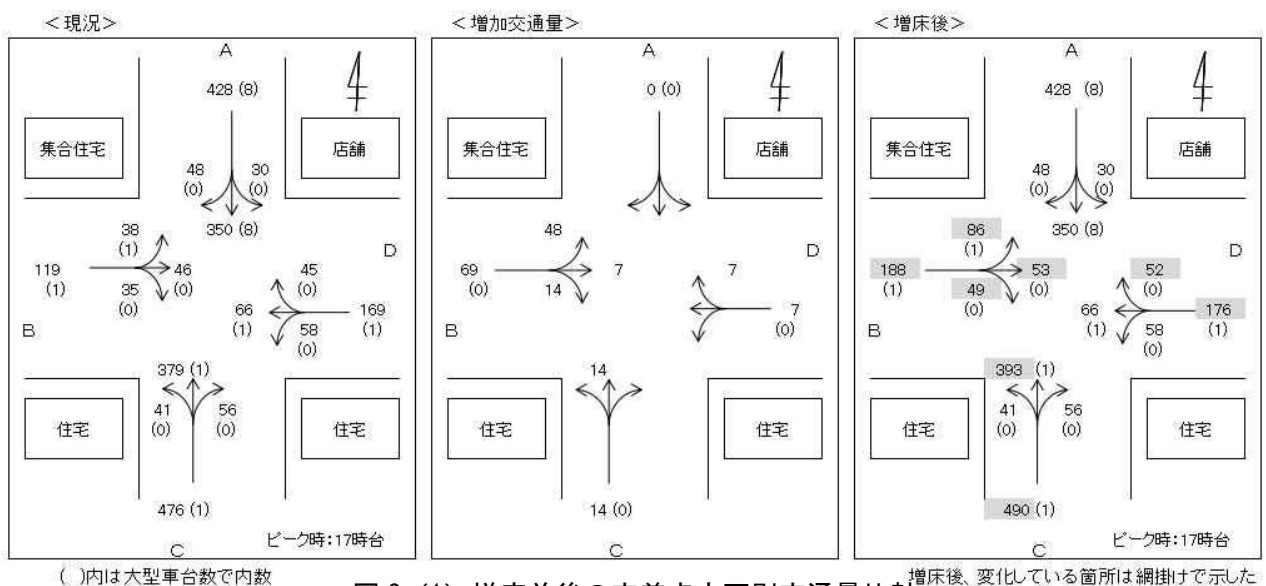 <現況>
A
428 (8)
集合住宅
店舗
48
(0)
30
(0)
350 (8)
38
(1)
119
(1)
46
(0)
35
(0)
D
45
(0)
66
(1)
169
(1)
58
(0)
B
379 (1)
41
(0)
56
(0)
住宅
住宅
476 (1)
ピーク時:17時台
C
( )内は大型車台数で内数
<増加交通量>
A
0 (0)
集合住宅
店舗
48
69
(0)
7
14
D
7
7
(0)
B
14
住宅
住宅
14 (0)
C
<増床後>
A
428 (8)
集合住宅
店舗
48
(0)
30
(0)
350 (8)
86
(1)
188
(1)
53
(0)
49
(0)
D
52
(0)
66
(1)
176
(1)
58
(0)
B
393 (1)
41
(0)
56
(0)
住宅
住宅
490 (1)
C
増床後、変化している箇所は網掛けで示した